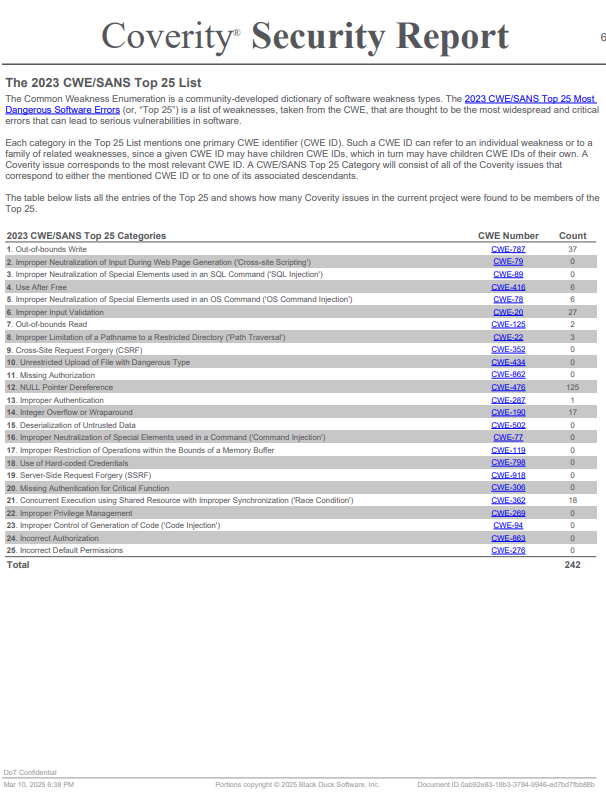 Coverity® Security Report
6
The 2023 CWE/SANS Top 25 List
The Common Weakness Enumeration is a community-developed dictionary of software weakness types. The 2023 CWE/SANS Top 25 Most
Dangerous Software Errors (or, "Top 25") is a list of weaknesses, taken from the CWE, that are thought to be the most widespread and critical
errors that can lead to serious vulnerabilities in software.
Each category in the Top 25 List mentions one primary CWE identifier (CWE ID). Such a CWE ID can refer to an individual weakness or to a
family of related weaknesses, since a given CWE ID may have children CWE IDs, which in turn may have children CWE IDs of their own. A
Coverity issue corresponds to the most relevant CWE ID. A CWE/SANS Top 25 Category will consist of all of the Coverity issues that
correspond to either the mentioned CWE ID or to one of its associated descendants.
The table below lists all the entries of the Top 25 and shows how many Coverity issues in the current project were found to be members of the
Top 25.
2023 CWE/SANS Top 25 Categories CWE Number Count
1. Out-of-bounds Write CWE-787 37
2. Improper Neutralization of Input During Web Page Generation ('Cross-site Scripting') CWE-79 0
3. Improper Neutralization of Special Elements used in an SQL Command ('SQL Injection') CWE-89 0
4. Use After Free CWE-416 6
5. Improper Neutralization of Special Elements used in an OS Command ('OS Command Injection') CWE-78 6
6. Improper Input Validation CWE-20 27
7. Out-of-bounds Read CWE-125 2
8. Improper Limitation of a Pathname to a Restricted Directory ('Path Traversal') CWE-22 3
9. Cross-Site Request Forgery (CSRF) CWE-352 0
10. Unrestricted Upload of File with Dangerous Type CWE-434 0
11. Missing Authorization CWE-862 0
12. NULL Pointer Dereference CWE-476 125
13. Improper Authentication CWE-287 1
14. Integer Overflow or Wraparound CWE-190 17
15. Deserialization of Untrusted Data CWE-502 0
16. Improper Neutralization of Special Elements used in a Command ('Command Injection') CWE-77 0
17. Improper Restriction of Operations within the Bounds of a Memory Buffer CWE-119 0
18. Use of Hard-coded Credentials CWE-798 0
19. Server-Side Request Forgery (SSRF) CWE-918 0
20. Missing Authentication for Critical Function CWE-306 0
21. Concurrent Execution using Shared Resource with Improper Synchronization ('Race Condition') CWE-362 18
22. Improper Privilege Management CWE-269 0
23. Improper Control of Generation of Code ('Code Injection') CWE-94 0
24. Incorrect Authorization CWE-863 0
25. Incorrect Default Permissions CWE-276 0
Total 242
DoT Confidential
Mar 10, 2025 6:38 PM Portions copyright © 2025 Black Duck Software, Inc. Document ID 0ab92e83-18b3-3784-9946-ed7bd7fbb88b